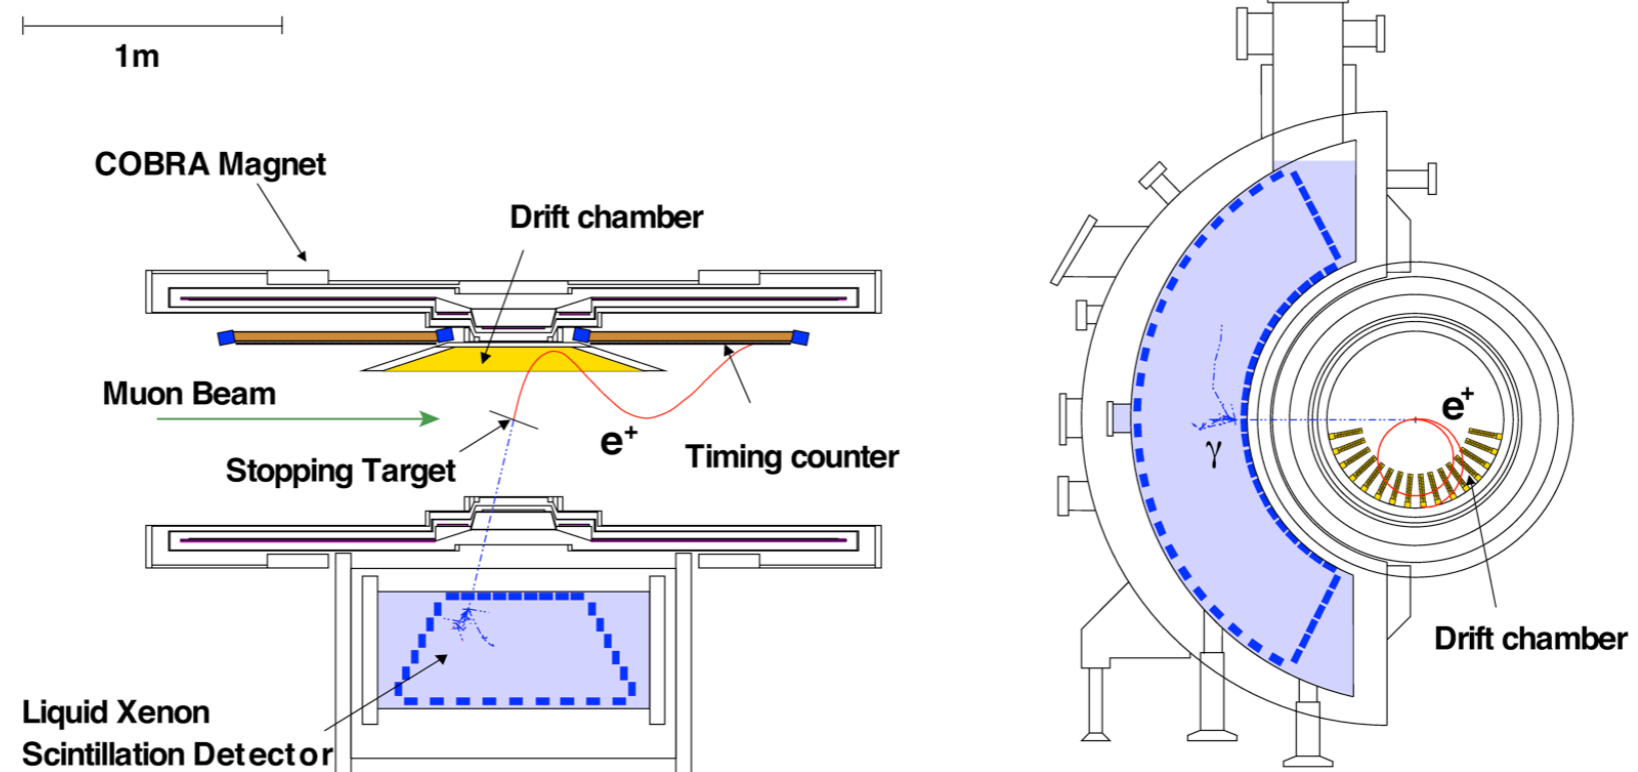 1m
COBRA Magnet
Drift chamber
Muon Beam
e+
Stopping Target
Timing counter
Liquid Xenon
Scintillation Detector
γ
e+
Drift chamber